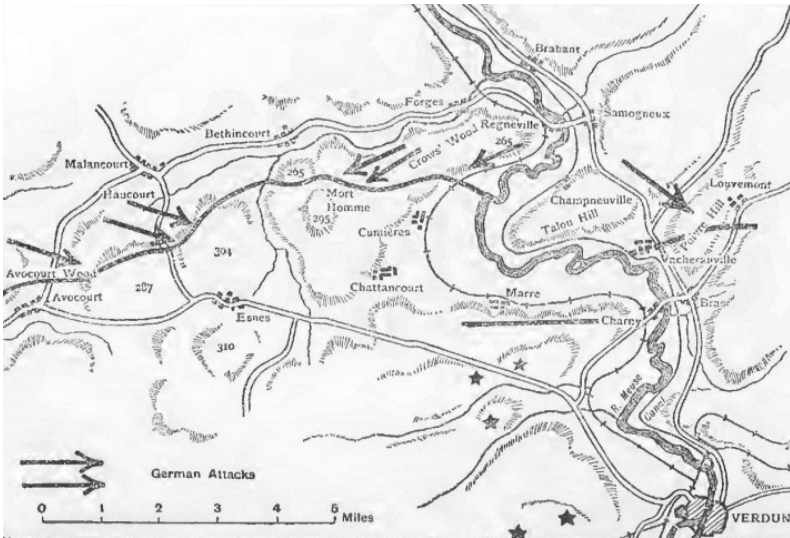 Brabant
Forges
Samogneux
Bethincourt
Regneville
Crows' Wood
265
Malancourt
265
Louvemont
Haucourt
Mort
Homme
Champneuville
295
Talou Hill
Poivre Hill
Cumières
304
Vacherauville
Avocourt Wood
Chattancourt
287
Marre
Avocourt
Bras
Esnes
Charny
310
R. Meuse
Canal
German Attacks
0 1 2 3 4 5
Miles
VERDUN